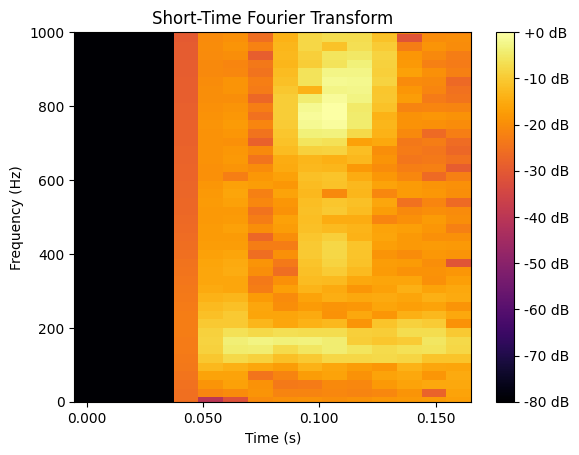 Short-Time Fourier Transform
1000
800
600
400
200
0
Frequency (Hz)
0.000
0.050
0.100
0.150
Time (s)
+0 dB
-10 dB
-20 dB
-30 dB
-40 dB
-50 dB
-60 dB
-70 dB
-80 dB